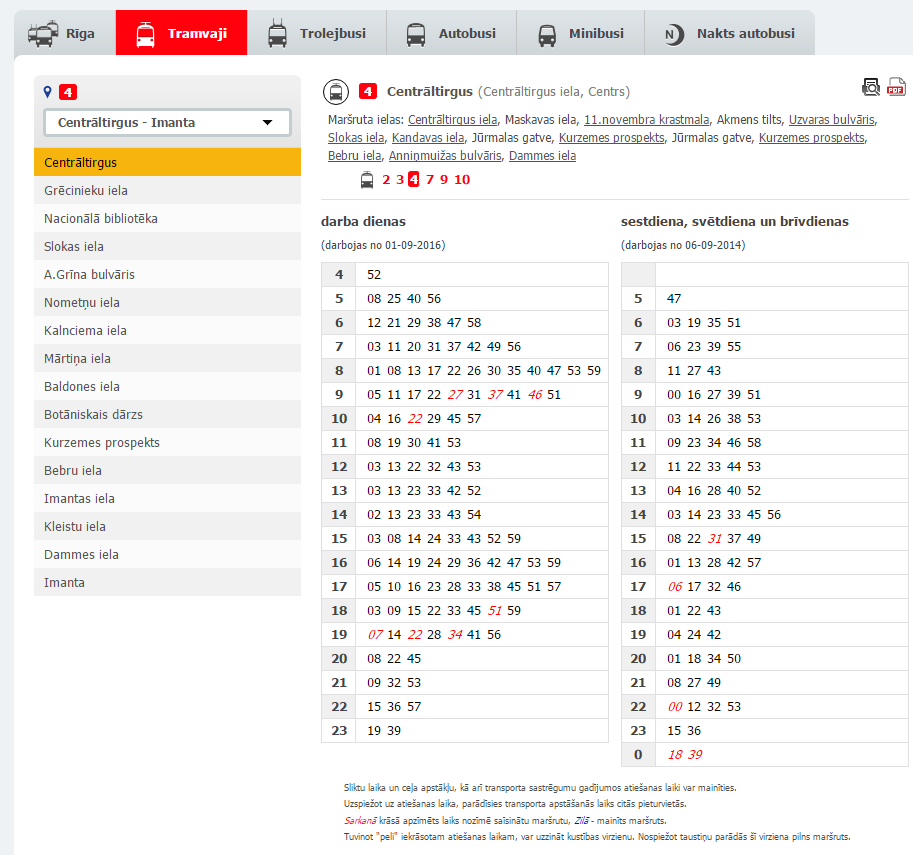 Rīga Tramvaji Trolejbusi Autobusi Minibusi N Nakts autobusi
4
Centrāltirgus - Imanta
Centrāltirgus
Grēcinieku iela
Nacionālā bibliotēka
Slokas iela
A.Grīna bulvāris
Nometņu iela
Kalnciema iela
Mārtiņa iela
Baldones iela
Botāniskais dārzs
Kurzemes prospekts
Bebru iela
Imantas iela
Kleistu iela
Dammes iela
Imanta
4 Centrāltirgus (Centrāltirgus iela, Centrs)
PDF
Maršruta ielas: Centrāltirgus iela, Maskavas iela, 11.novembra krastmala, Akmens tilts, Uzvaras bulvāris,
Slokas iela, Kandavas iela, Jūrmalas gatve, Kurzemes prospekts, Jūrmalas gatve, Kurzemes prospekts,
Bebru iela, Anniņmuižas bulvāris, Dammes iela
2 3 4 7 9 10
darba dienas
(darbojas no 01-09-2016)
4 52
5 08 25 40 56
6 12 21 29 38 47 58
7 03 11 20 31 37 42 49 56
8 01 08 13 17 22 26 30 35 40 47 53 59
9 05 11 17 22 27 31 37 41 46 51
10 04 16 22 29 45 57
11 08 19 30 41 53
12 03 13 22 32 43 53
13 03 13 23 33 42 52
14 02 13 23 33 43 54
15 03 08 14 24 33 43 52 59
16 06 14 19 24 29 36 42 47 53 59
17 05 10 16 23 28 33 38 45 51 57
18 03 09 15 22 33 45 51 59
19 07 14 22 28 34 41 56
20 08 22 45
21 09 32 53
22 15 36 57
23 19 39
sestdiena, svētdiena un brīvdienas
(darbojas no 06-09-2014)
5 47
6 03 19 35 51
7 06 23 39 55
8 11 27 43
9 00 16 27 39 51
10 03 14 26 38 53
11 09 23 34 46 58
12 11 22 33 44 53
13 04 16 28 40 52
14 03 14 23 33 45 56
15 08 22 31 37 49
16 01 13 28 42 57
17 06 17 32 46
18 01 22 43
19 04 24 42
20 01 18 34 50
21 08 27 49
22 00 12 32 53
23 15 36
0 18 39
Sliktu laika un ceļa apstākļu, kā arī transporta sastrēgumu gadījumos atiešanas laiki var mainīties.
Uzspiežot uz atiešanas laika, parādīsies transporta apstāšanās laiks citās pieturvietās.
Sarkanā krāsā apzīmēts laiks nozīmē saīsinātu maršrutu, Zilā - mainīts maršruts.
Tuvinot "peli" iekrāsotam atiešanas laikam, var uzzināt kustības virzienu. Nospiežot taustiņu parādās šī virziena pilns maršruts.